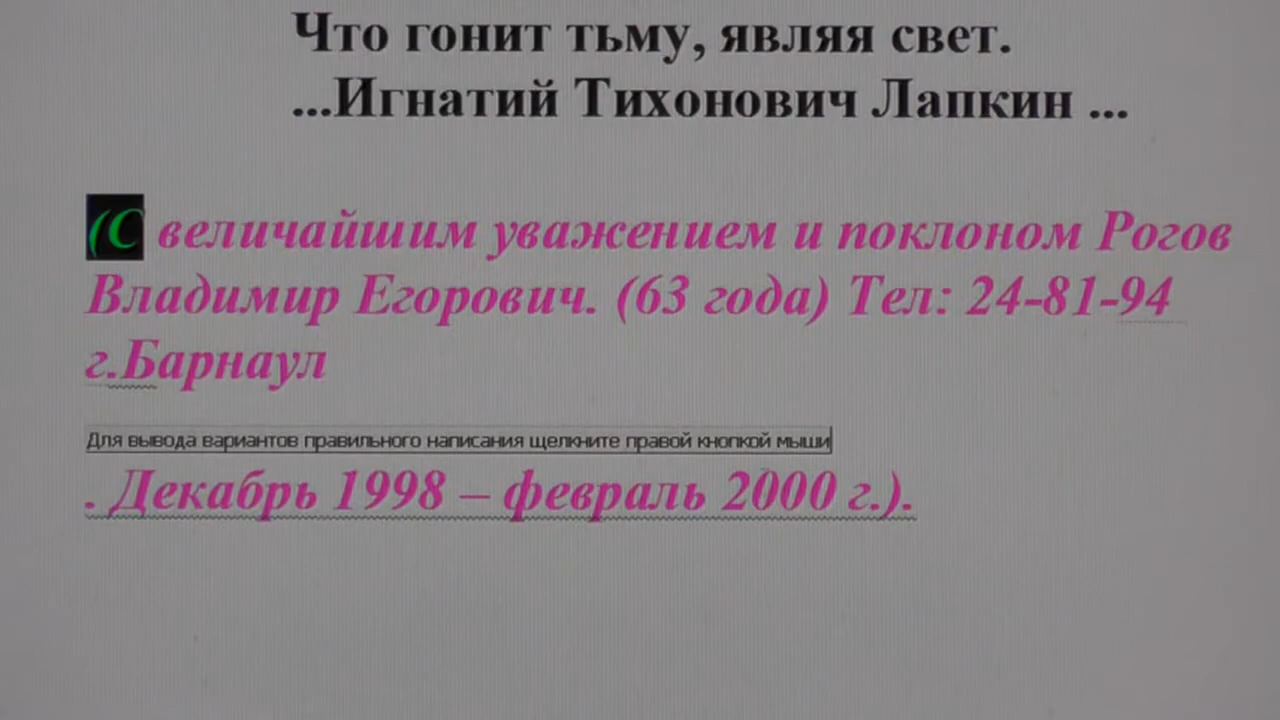 Что гонит тьму, являя свет.
...Игнатий Тихонович Лапкин ...
(С величайшим уважением и поклоном Рогов
Владимир Егорович. (63 года) Тел: 24-81-94
г.Барнаул
Для вывода вариантов правильного написания щелкните правой кнопкой мыши
. Декабрь 1998 – февраль 2000 г.).